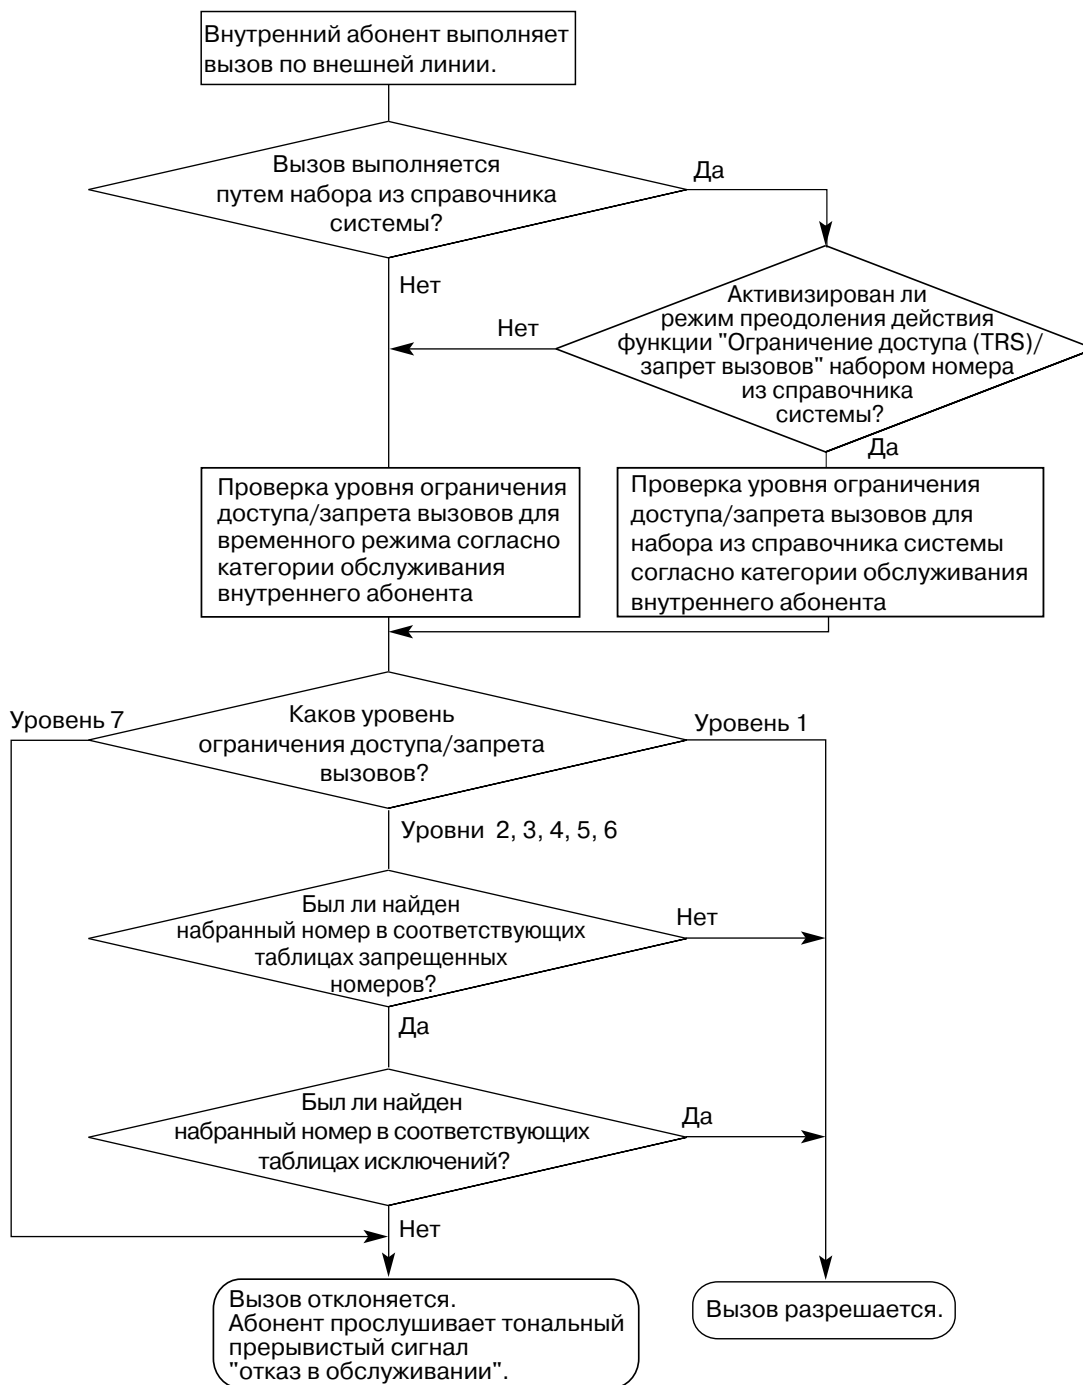 Внутренний абонент выполняет
вызов по внешней линии.
Вызов выполняется
путем набора из справочника
системы?
Да
Нет
Активизирован ли
режим преодоления действия
функции "Ограничение доступа (TRS)/
запрет вызовов" набором номера
из справочника
системы?
Нет
Да
Проверка уровня ограничения
доступа/запрета вызовов для
временного режима согласно
категории обслуживания
внутреннего абонента
Проверка уровня ограничения
доступа/запрета вызовов для
набора из справочника системы
согласно категории обслуживания
внутреннего абонента
Уровень 7
Каков уровень
ограничения доступа/запрета
вызовов?
Уровень 1
Уровни 2, 3, 4, 5, 6
Был ли найден
набранный номер в соответствующих
таблицах запрещенных
номеров?
Нет
Да
Был ли найден
набранный номер в соответствующих
таблицах исключений?
Да
Нет
Вызов отклоняется.
Абонент прослушивает тональный
прерывистый сигнал
"отказ в обслуживании".
Вызов разрешается.